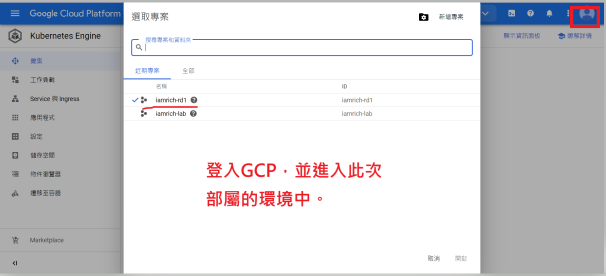 Google Cloud Platform
選取專案
新增專案
Kubernetes Engine
顯示資訊面板
瞭解詳情
搜尋專案和資料夾
叢集
工作負載
Service 與 Ingress
應用程式
設定
儲存空間
物件瀏覽器
遷移至容器
近期專案
全部
名稱
ID
iamrich-rd1
iamrich-rd1
iamrich-lab
iamrich-lab
登入GCP，並進入此次
部屬的環境中。
Marketplace
取消
開啟